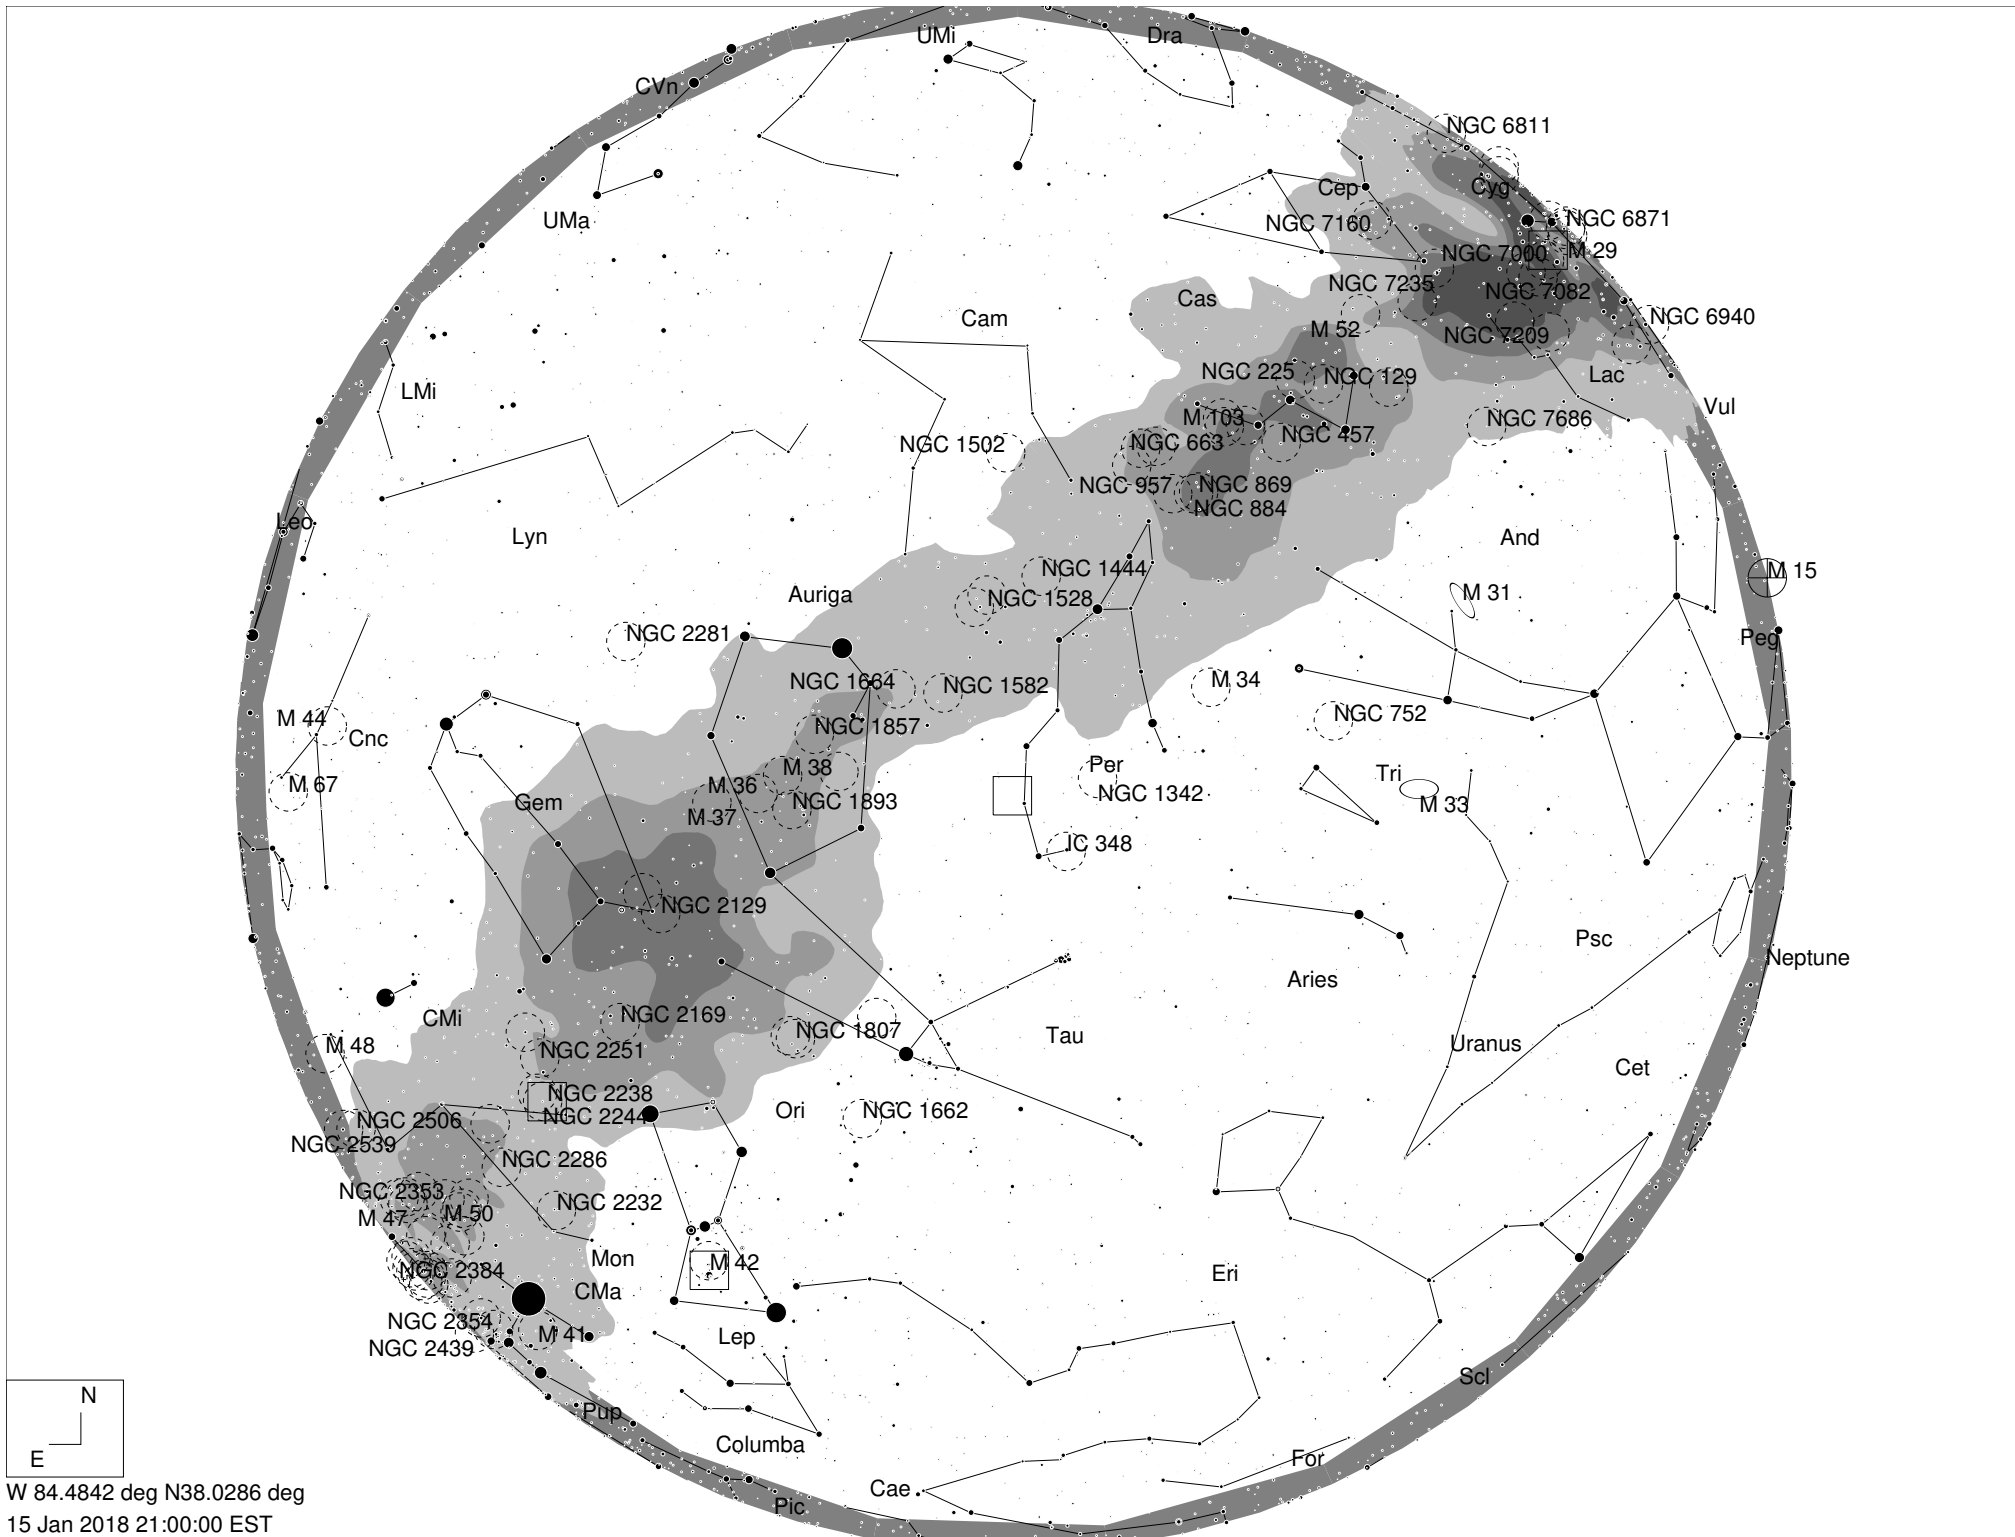 UMi
Dra
CVn
NGC 6811
Cyg
Cep
UMa
NGC 7160
NGC 6871
NGC 7000
M 29
NGC 7235
NGC 7082
Cas
Cam
M 52
NGC 7209
NGC 6940
NGC 225
NGC 129
Lac
LMi
Vul
M 103
NGC 7686
NGC 1502
NGC 663
NGC 457
NGC 957
NGC 869
NGC 884
Leo
Lyn
And
NGC 1444
M 15
Auriga
NGC 1528
M 31
NGC 2281
Peg
NGC 1664
NGC 1582
M 34
M 44
Cnc
NGC 1857
NGC 752
M 67
M 38
Per
Tri
M 36
NGC 1342
Gem
NGC 1893
M 33
M 37
IC 348
NGC 2129
Psc
Neptune
Aries
CMi
NGC 2169
NGC 1807
Tau
M 48
NGC 2251
Uranus
Cet
NGC 2238
NGC 2506
NGC 2244
Ori
NGC 1662
NGC 2539
NGC 2286
NGC 2353
NGC 2232
M 47
M 50
Mon
M 42
NGC 2384
CMa
Eri
NGC 2354
M 41
Lep
NGC 2439
Scl
Pup
Columba
For
Cae
Pic
N
E
W 84.4842 deg N38.0286 deg
15 Jan 2018 21:00:00 EST